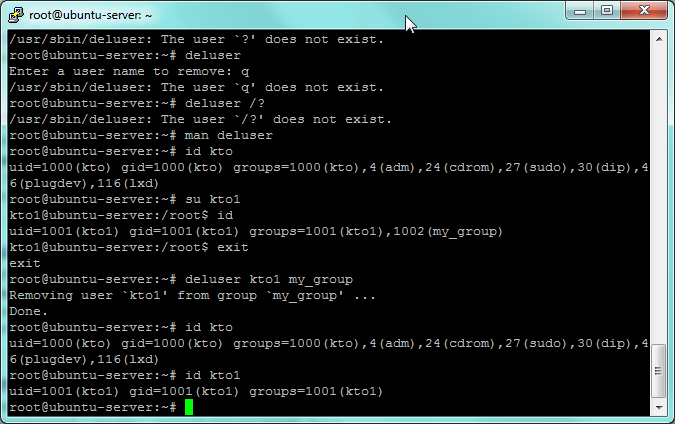 root@ubuntu-server: ~
/usr/sbin/deluser: The user `?' does not exist.
root@ubuntu-server:~# deluser
Enter a user name to remove: q
/usr/sbin/deluser: The user `q' does not exist.
root@ubuntu-server:~# deluser /?
/usr/sbin/deluser: The user `/?' does not exist.
root@ubuntu-server:~# man deluser
root@ubuntu-server:~# id kto
uid=1000(kto) gid=1000(kto) groups=1000(kto),4(adm),24(cdrom),27(sudo),30(dip),4
6(plugdev),116(lxd)
root@ubuntu-server:~# su kto1
kto1@ubuntu-server:/root$ id
uid=1001(kto1) gid=1001(kto1) groups=1001(kto1),1002(my_group)
kto1@ubuntu-server:/root$ exit
exit
root@ubuntu-server:~# deluser kto1 my_group
Removing user `kto1' from group `my_group' ...
Done.
root@ubuntu-server:~# id kto
uid=1000(kto) gid=1000(kto) groups=1000(kto),4(adm),24(cdrom),27(sudo),30(dip),4
6(plugdev),116(lxd)
root@ubuntu-server:~# id kto1
uid=1001(kto1) gid=1001(kto1) groups=1001(kto1)
root@ubuntu-server:~#